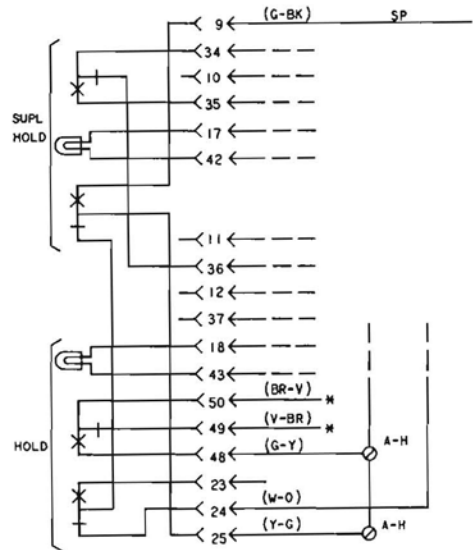 9 (G-BK) SP
34
10
35
SUPL HOLD
17
42
11
36
12
37
18
43
50 (BR-V) *
HOLD
49 (V-BR) *
48 (G-Y) A-H
23
24 (W-O)
25 (Y-G) A-H